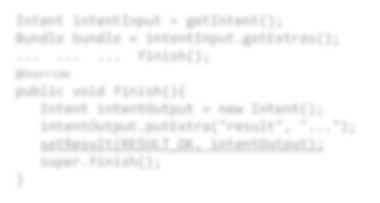 Intent intentInput = getIntent();
Bundle bundle = intentInput.getExtras();
... ... ... finish();
@Override
public void finish(){
Intent intentOutput = new Intent();
intentOutput.putExtra("result", "...");
setResult(RESULT_OK, intentOutput);
super.finish();
}